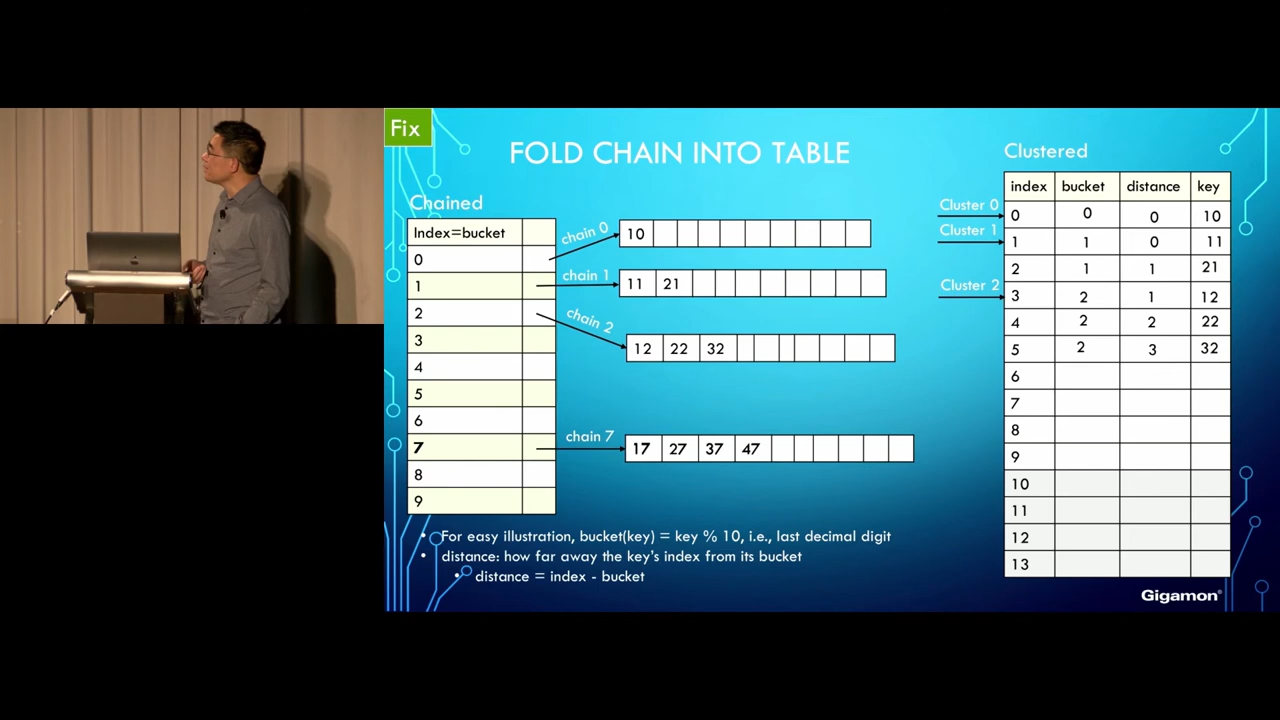 Fix
FOLD CHAIN INTO TABLE
Chained
Index=bucket
0
1
2
3
4
5
6
7
8
9
chain 0
10
chain 1
11 21
chain 2
12 22 32
chain 7
17 27 37 47
Clustered
index bucket distance key
Cluster 0
0 0 0 10
Cluster 1
1 1 0 11
2 1 1 21
Cluster 2
3 2 1 12
4 2 2 22
5 2 3 32
6
7
8
9
10
11
12
13
• For easy illustration, bucket(key) = key % 10, i.e., last decimal digit
• distance: how far away the key's index from its bucket
• distance = index - bucket
Gigamon®